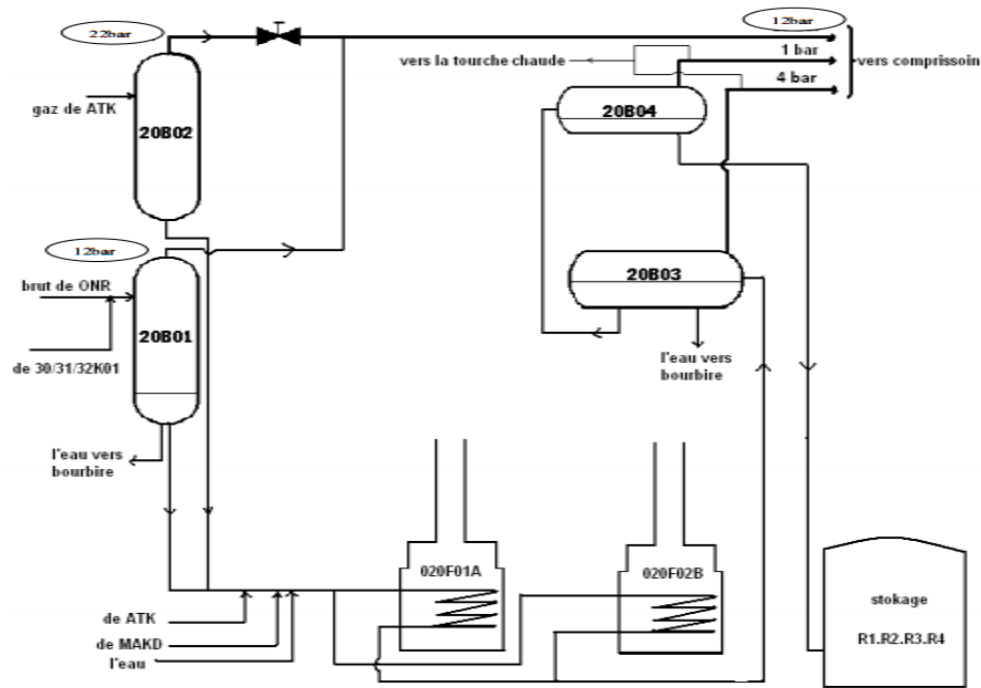 22bar
12bar
1 bar
vers la tourche chaude
vers comprissoin
4 bar
gaz de ATK
20B04
20B02
12bar
brut de ONR
20B03
20B01
de 30/31/32K01
l'eau vers
bourbire
l'eau vers
bourbire
020F01A
020F02B
stokage
R1.R2.R3.R4
de ATK
de MAKD
l'eau